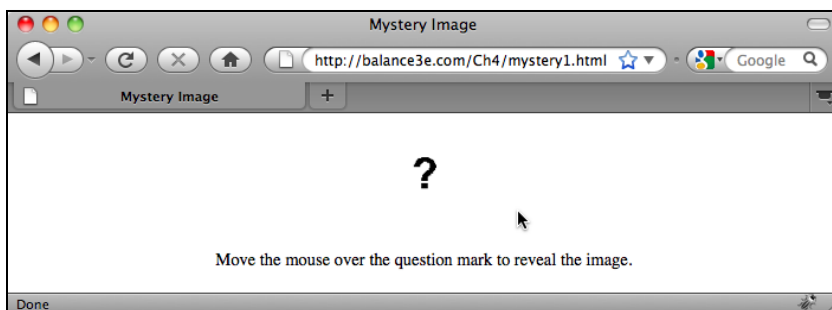 Mystery Image
http://balance3e.com/Ch4/mystery1.html Google
Mystery Image +
?
Move the mouse over the question mark to reveal the image.
Done